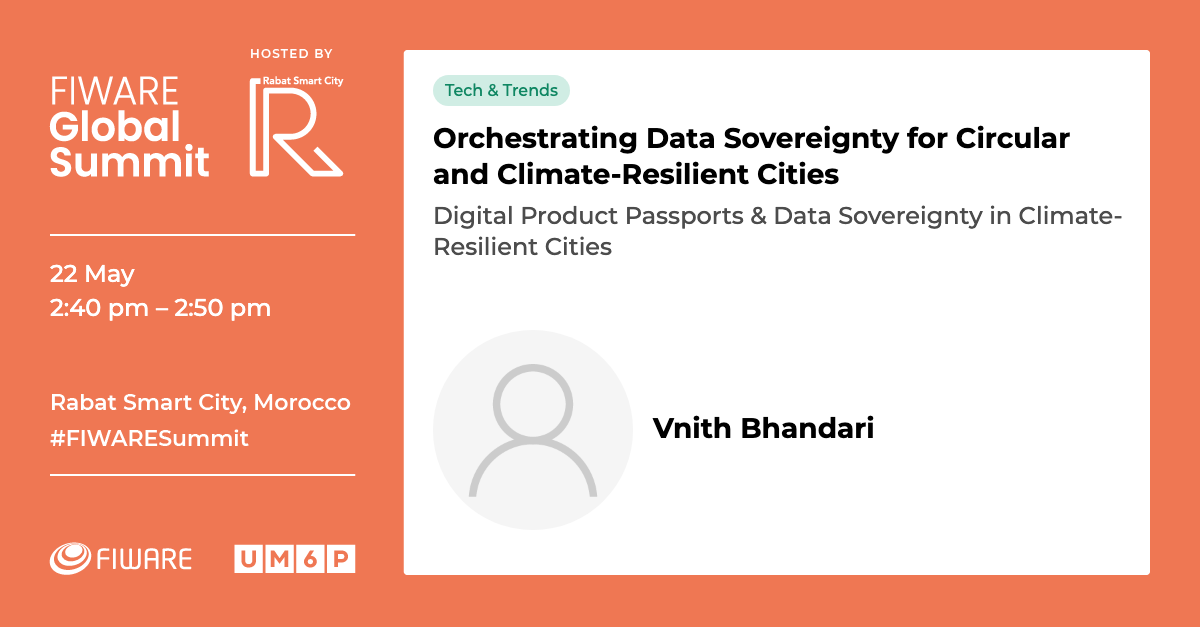 HOSTED BY
FIWARE
Global
Summit
Rabat Smart City
R
22 May
2:40 pm – 2:50 pm
Rabat Smart City, Morocco
#FIWARESummit
FIWARE
UM6P
Tech & Trends
Orchestrating Data Sovereignty for Circular
and Climate-Resilient Cities
Digital Product Passports & Data Sovereignty in Climate-
Resilient Cities
Vnith Bhandari